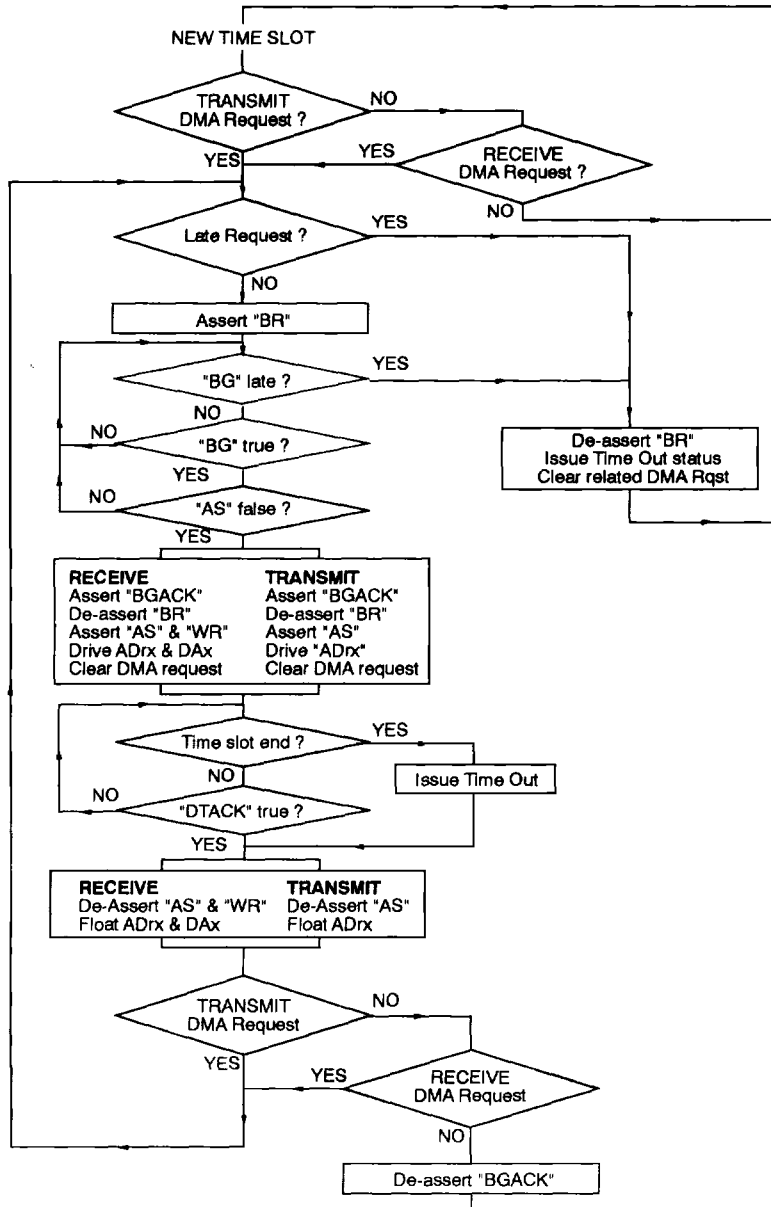 NEW TIME SLOT
TRANSMIT
DMA Request ?
NO
YES
YES
RECEIVE
DMA Request ?
NO
Late Request ?
YES
NO
Assert "BR"
"BG" late ?
YES
NO
"BG" true ?
NO
YES
De-assert "BR"
Issue Time Out status
Clear related DMA Rqst
"AS" false ?
NO
YES
RECEIVE
Assert "BGACK"
De-assert "BR"
Assert "AS" & "WR"
Drive ADrx & DAx
Clear DMA request
TRANSMIT
Assert "BGACK"
De-assert "BR"
Assert "AS"
Drive "ADrx"
Clear DMA request
Time slot end ?
YES
NO
Issue Time Out
"DTACK" true ?
NO
YES
RECEIVE
De-Assert "AS" & "WR"
Float ADrx & DAx
TRANSMIT
De-Assert "AS"
Float ADrx
TRANSMIT
DMA Request
NO
YES
YES
RECEIVE
DMA Request
NO
De-assert "BGACK"